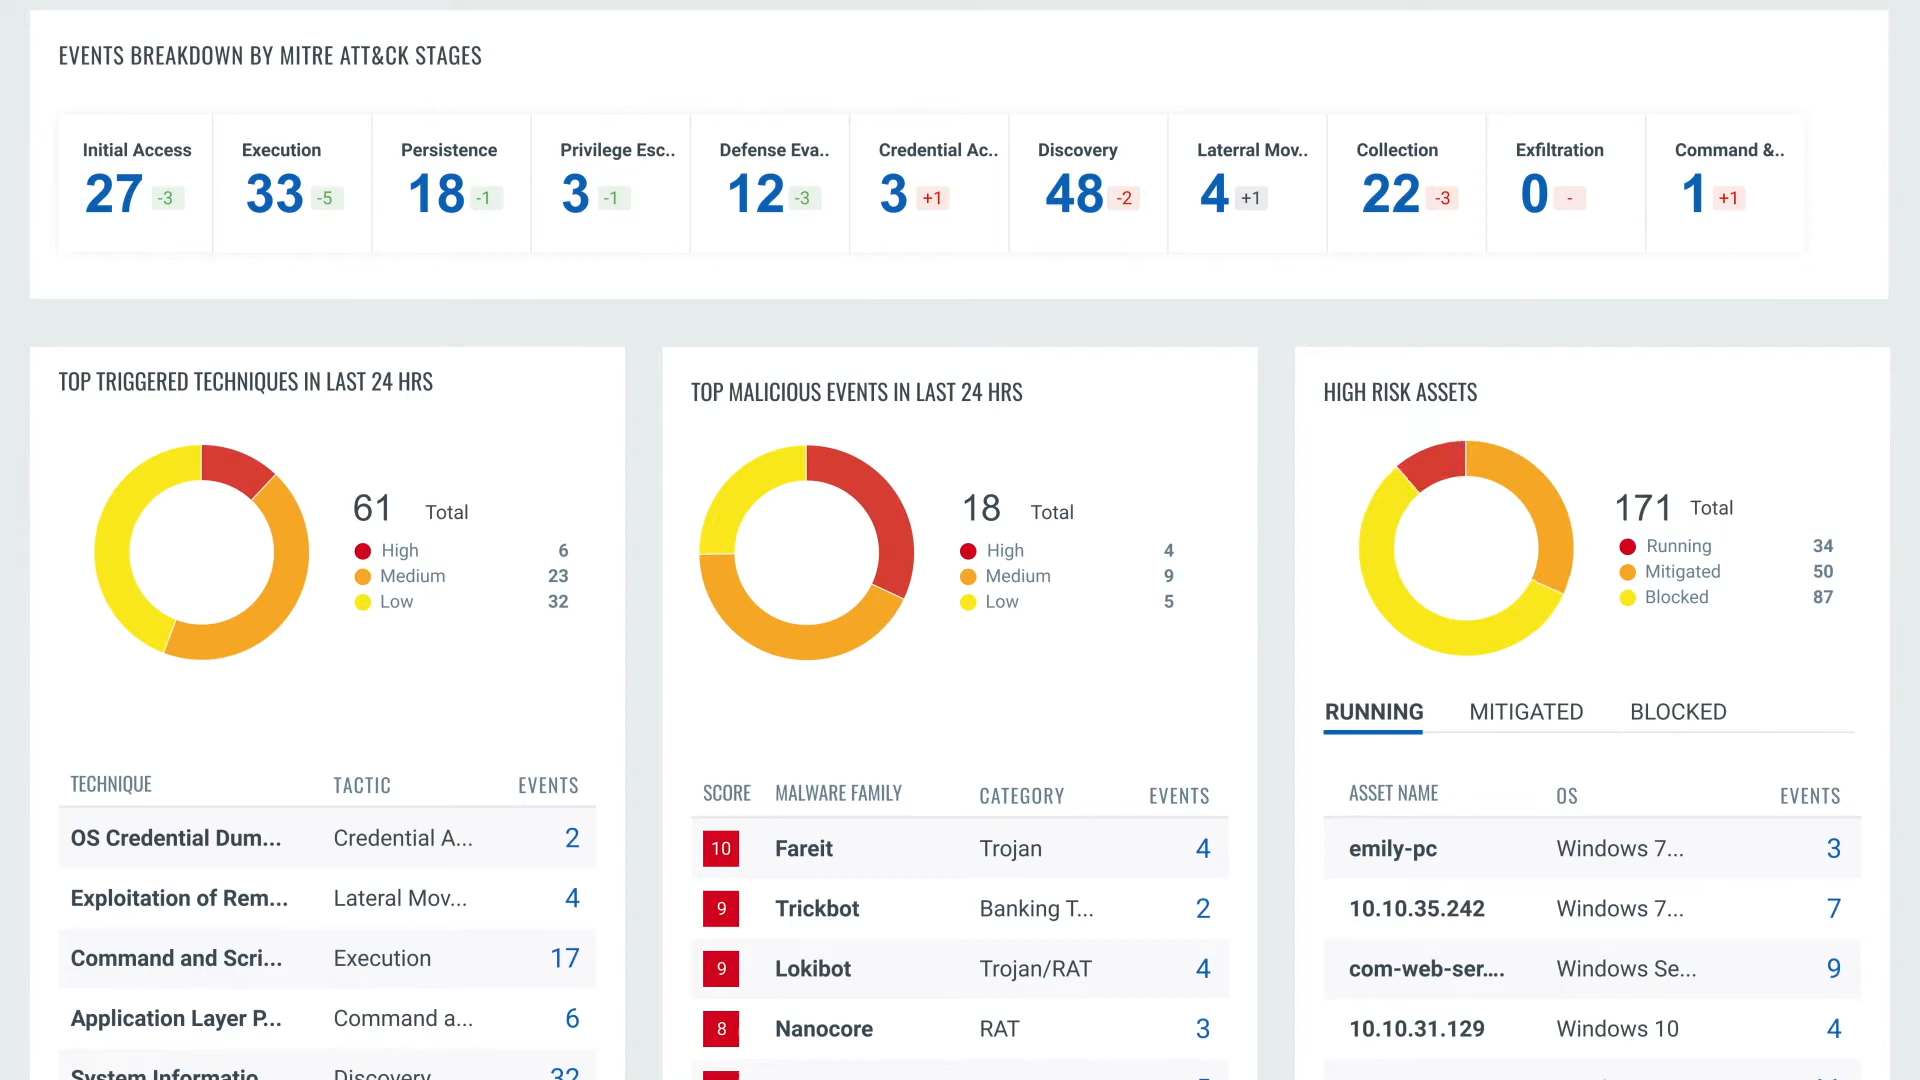 EVENTS BREAKDOWN BY MITRE ATT&CK STAGES
Initial Access Execution Persistence Privilege Esc.. Defense Eva.. Credential Ac.. Discovery Laterral Mov.. Collection Exfiltration Command &..
27 -3 33 -5 18 -1 3 -1 12 -3 3 +1 48 -2 4 +1 22 -3 0 - 1 +1
TOP TRIGGERED TECHNIQUES IN LAST 24 HRS
61 Total
High 6
Medium 23
Low 32
TECHNIQUE TACTIC EVENTS
OS Credential Dum... Credential A... 2
Exploitation of Rem... Lateral Mov... 4
Command and Scri... Execution 17
Application Layer P... Command a... 6
System Informatio Discovery 32
TOP MALICIOUS EVENTS IN LAST 24 HRS
18 Total
High 4
Medium 9
Low 5
SCORE MALWARE FAMILY CATEGORY EVENTS
10 Fareit Trojan 4
9 Trickbot Banking T... 2
9 Lokibot Trojan/RAT 4
8 Nanocore RAT 3
HIGH RISK ASSETS
171 Total
Running 34
Mitigated 50
Blocked 87
RUNNING MITIGATED BLOCKED
ASSET NAME OS EVENTS
emily-pc Windows 7... 3
10.10.35.242 Windows 7... 7
com-web-ser.... Windows Se... 9
10.10.31.129 Windows 10 4